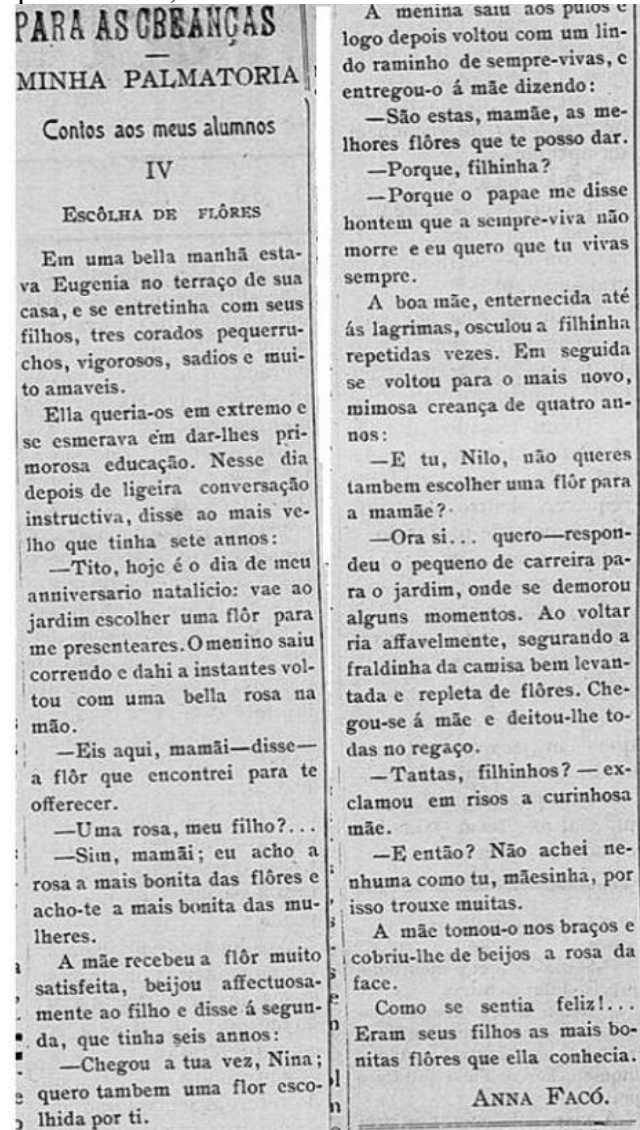 PARA AS CREANÇAS
MINHA PALMATORIA
Contos aos meus alumnos
IV
ESCÔLHA DE FLÔRES
Em uma bella manhã esta-
va Eugenia no terraço de sua
casa, e se entretinha com seus
filhos, tres corados pequerru-
chos, vigorosos, sadios e mui-
to amaveis.
Ella queria-os em extremo e
se esmerava em dar-lhes pri-
morosa educação. Nesse dia
depois de ligeira conversação
instructiva, disse ao mais ve-
lho que tinha sete annos:
—Tito, hoje é o dia de meu
anniversario natalicio: vae ao
jardim escolher uma flôr para
me presenteares. O menino saiu
correndo e dahi a instantes vol-
tou com uma bella rosa na
mão.
—Eis aqui, mamãi—disse—
a flôr que encontrei para te
offerecer.
—Uma rosa, meu filho?...
—Sim, mamãi; eu acho a
rosa a mais bonita das flôres e
acho-te a mais bonita das mu-
lheres.
A mãe recebeu a flôr muito
satisfeita, beijou affectuosa-
mente ao filho e disse á segun-
da, que tinha seis annos:
—Chegou a tua vez, Nina;
quero tambem uma flor esco-
lhida por ti.
A menina saiu aos pulos e
logo depois voltou com um lin-
do raminho de sempre-vivas, e
entregou-o á mãe dizendo:
—São estas, mamãe, as me-
lhores flôres que te posso dar.
—Porque, filhinha?
—Porque o papae me disse
hontem que a sempre-viva não
morre e eu quero que tu vivas
sempre.
A boa mãe, enternecida até
ás lagrimas, osculou a filhinha
repetidas vezes. Em seguida
se voltou para o mais novo,
mimosa creança de quatro an-
nos:
—E tu, Nilo, não queres
tambem escolher uma flôr para
a mamãe?
—Ora si... quero—respon-
deu o pequeno de carreira pa-
ra o jardim, onde se demorou
alguns momentos. Ao voltar
ria affavelmente, segurando a
fraldinha da camisa bem levan-
tada e repleta de flôres. Che-
gou-se á mãe e deitou-lhe to-
das no regaço.
—Tantas, filhinhos? — ex-
clamou em risos a curinhosa
mãe.
—E então? Não achei ne-
nhuma como tu, mãesinha, por
isso trouxe muitas.
A mãe tomou-o nos braços e
cobriu-lhe de beijos a rosa da
face.
Como se sentia feliz!...
Eram seus filhos as mais bo-
nitas flôres que ella conhecia.
ANNA FACÓ.